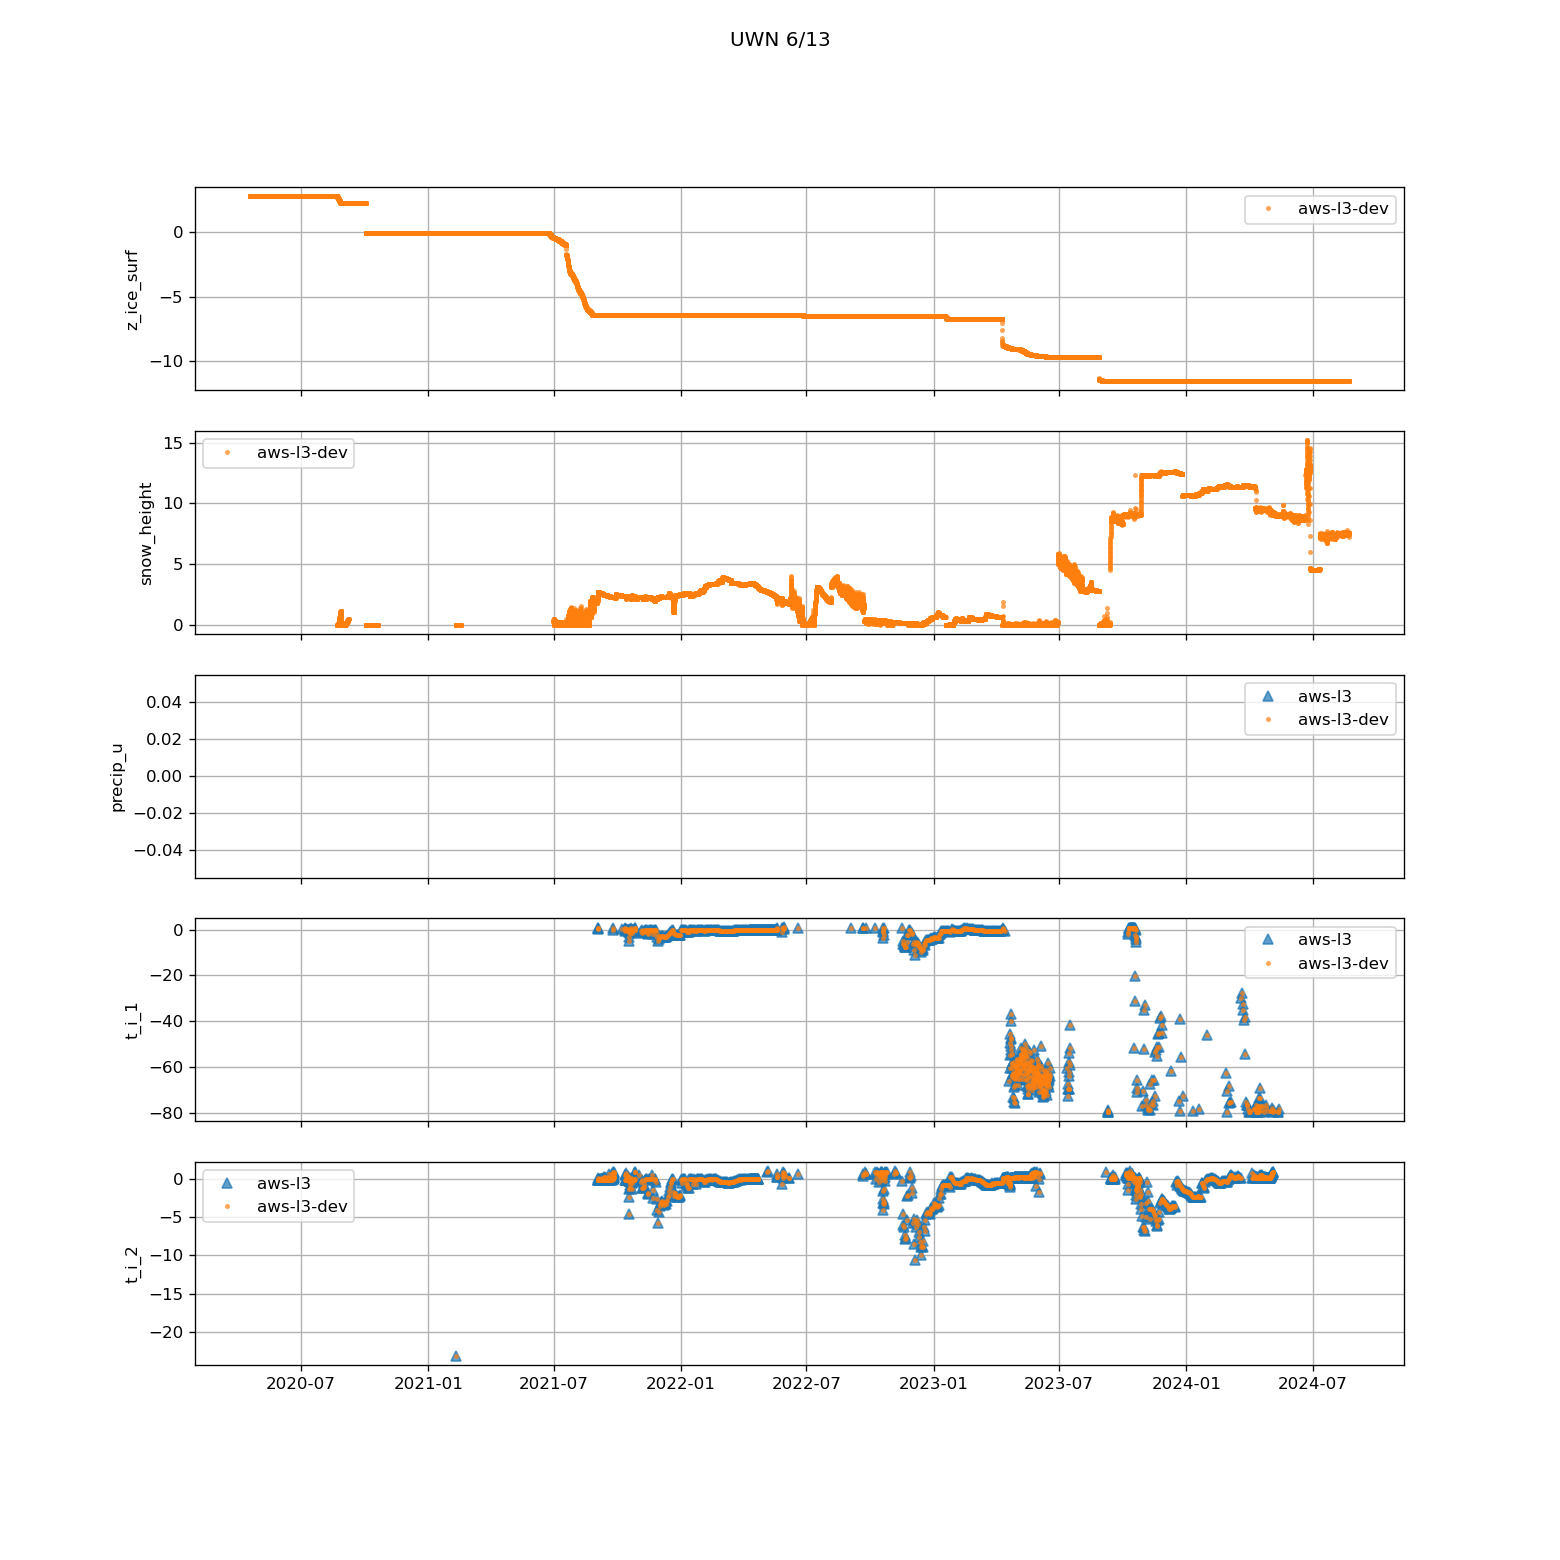 UWN 6/13
z_ice_surf
0
−5
−10
aws-l3-dev
snow_height
15
10
5
0
aws-l3-dev
precip_u
0.04
0.02
0.00
−0.02
−0.04
aws-l3
aws-l3-dev
t_i_1
0
−20
−40
−60
−80
aws-l3
aws-l3-dev
t_i_2
0
−5
−10
−15
−20
aws-l3
aws-l3-dev
2020-07 2021-01 2021-07 2022-01 2022-07 2023-01 2023-07 2024-01 2024-07